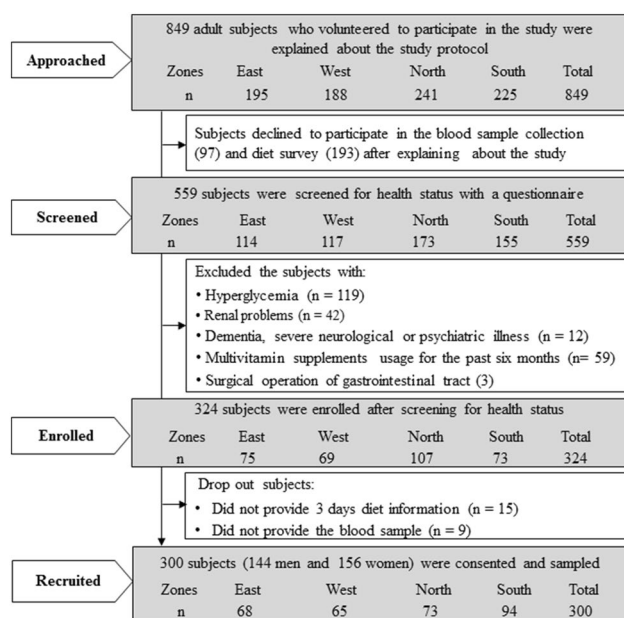 849 adult subjects who volunteered to participate in the study were
explained about the study protocol
Approached
Zones East West North South Total
n 195 188 241 225 849
Subjects declined to participate in the blood sample collection
(97) and diet survey (193) after explaining about the study
559 subjects were screened for health status with a questionnaire
Screened
Zones East West North South Total
n 114 117 173 155 559
Excluded the subjects with:
• Hyperglycemia (n = 119)
• Renal problems (n = 42)
• Dementia, severe neurological or psychiatric illness (n = 12)
• Multivitamin supplements usage for the past six months (n= 59)
• Surgical operation of gastrointestinal tract (3)
324 subjects were enrolled after screening for health status
Enrolled
Zones East West North South Total
n 75 69 107 73 324
Drop out subjects:
• Did not provide 3 days diet information (n = 15)
• Did not provide the blood sample (n = 9)
300 subjects (144 men and 156 women) were consented and sampled
Recruited
Zones East West North South Total
n 68 65 73 94 300